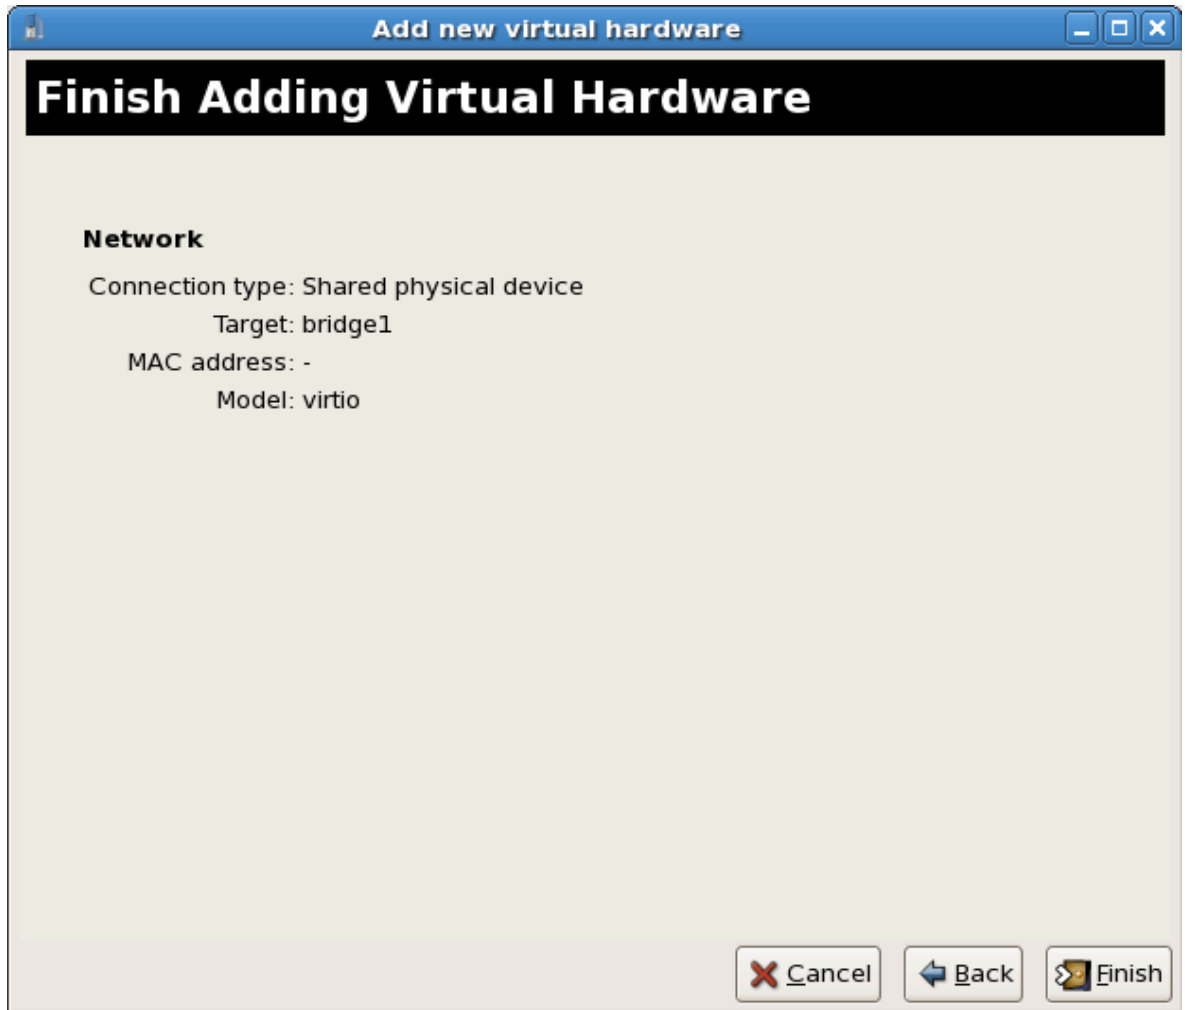 Add new virtual hardware
Finish Adding Virtual Hardware
Network
Connection type: Shared physical device
Target: bridge1
MAC address: -
Model: virtio
Cancel Back Finish